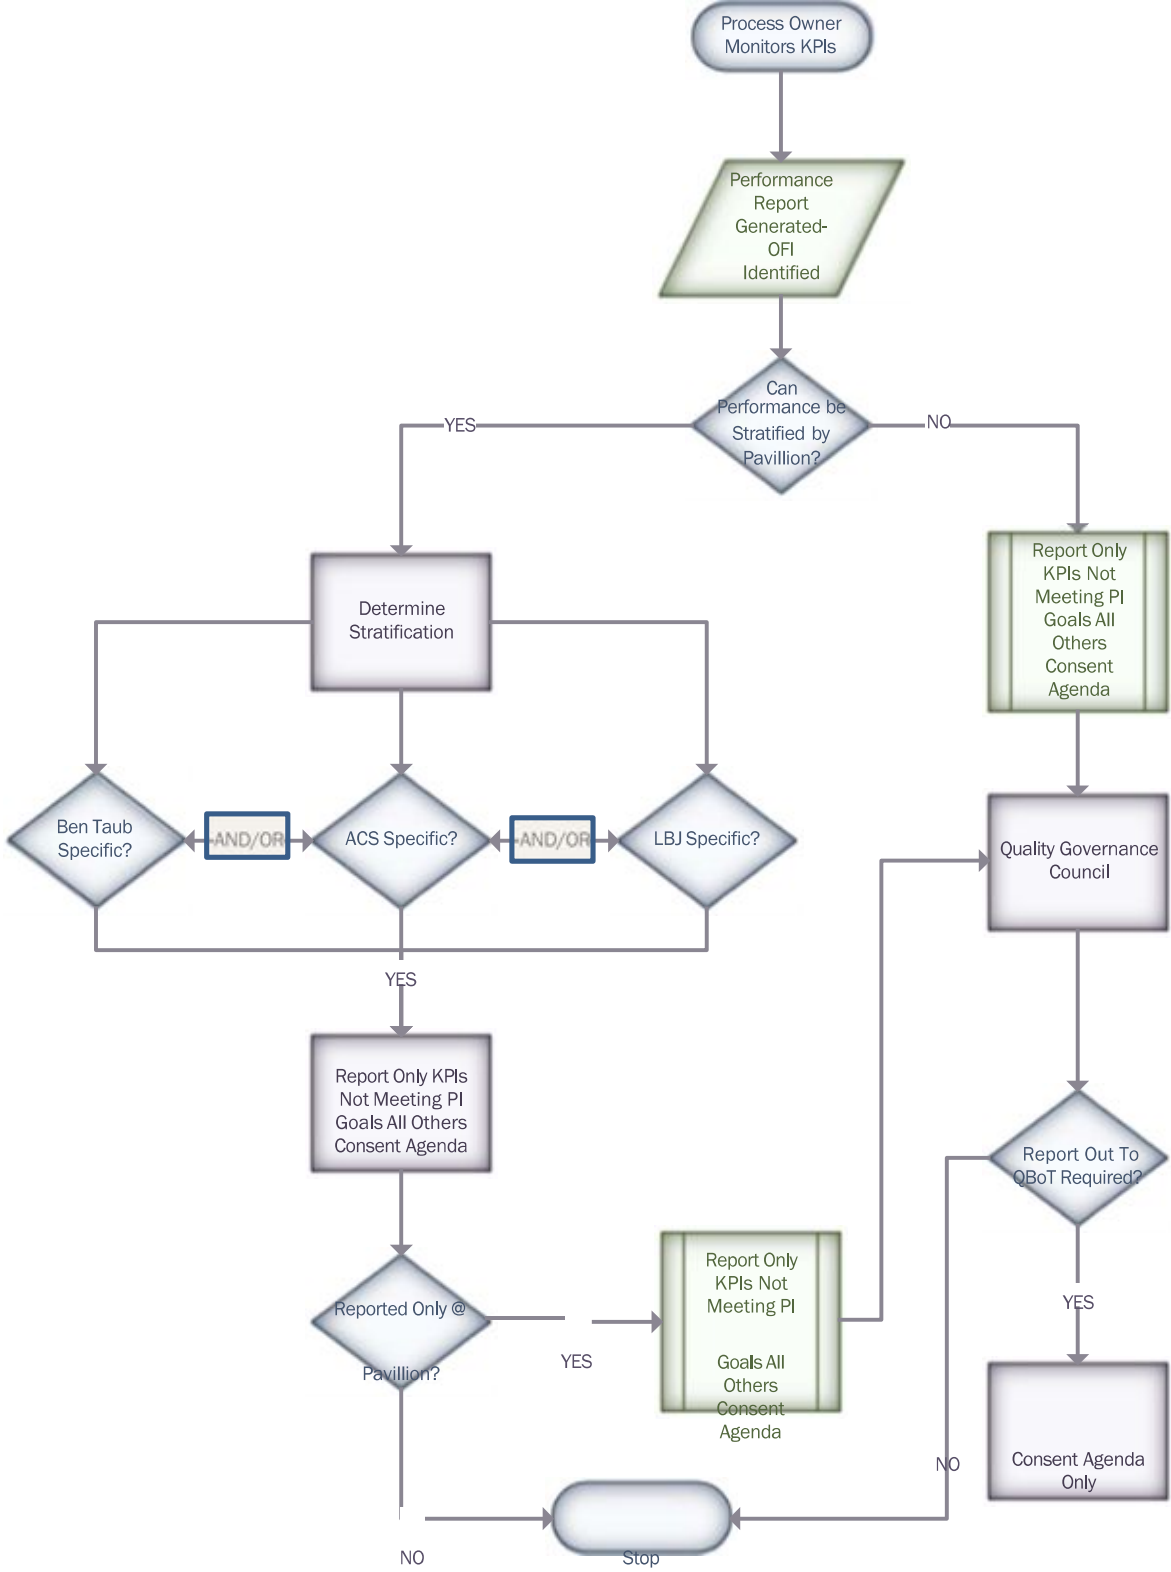 Process Owner
Monitors KPIs
Performance
Report
Generated-
OFI
Identified
Can
Performance be
Stratified by
Pavillion?
YES
NO
Determine
Stratification
Report Only
KPIs Not
Meeting PI
Goals All
Others
Consent
Agenda
Ben Taub
Specific?
AND/OR
ACS Specific?
AND/OR
LBJ Specific?
Quality Governance
Council
YES
Report Only KPIs
Not Meeting PI
Goals All Others
Consent Agenda
Report Out To
QBoT Required?
Reported Only @
Pavillion?
YES
Report Only
KPIs Not
Meeting PI
Goals All
Others
Consent
Agenda
YES
Consent Agenda
Only
NO
NO
Stop